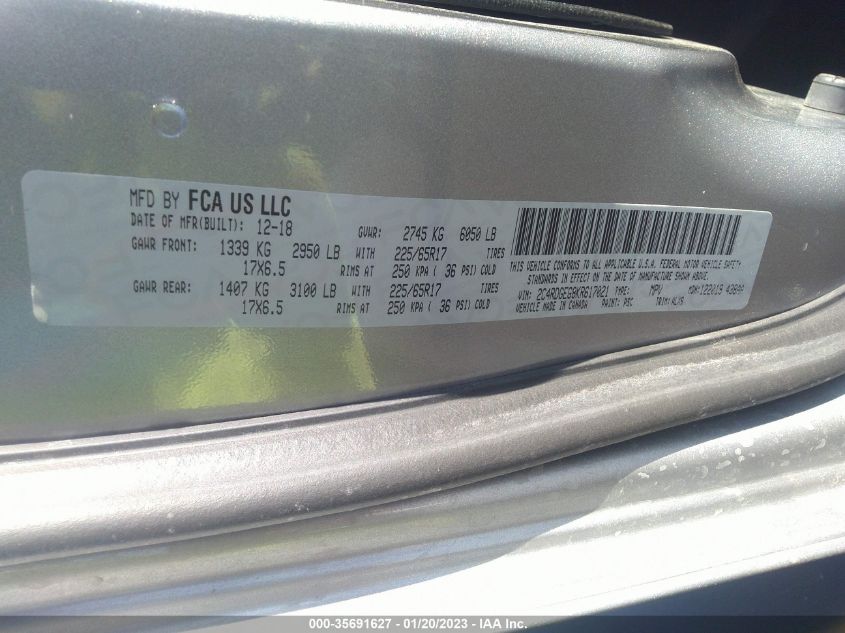 MFD BY FCA US LLC
DATE OF MFR(BUILT): 12-18 GVWR: 2745 KG 6050 LB
GAWR FRONT: 1339 KG 2950 LB WITH 225/65R17 TIRES
17X6.5 RIMS AT 250 KPA ( 36 PSI) COLD
GAWR REAR: 1407 KG 3100 LB WITH 225/65R17 TIRES
17X6.5 RIMS AT 250 KPA ( 36 PSI) COLD
THIS VEHICLE CONFORMS TO ALL APPLICABLE U.S.A. FEDERAL MOTOR VEHICLE SAFETY
STANDARDS IN EFFECT ON THE DATE OF MANUFACTURE SHOWN ABOVE.
VIN: 2C4RDGEG8KR617021 TYPE: MPV MDH: 122019
VEHICLE MADE IN CANADA PAINT: PSC TRIM:
000-35691627 - 01/20/2023 - IAA Inc.